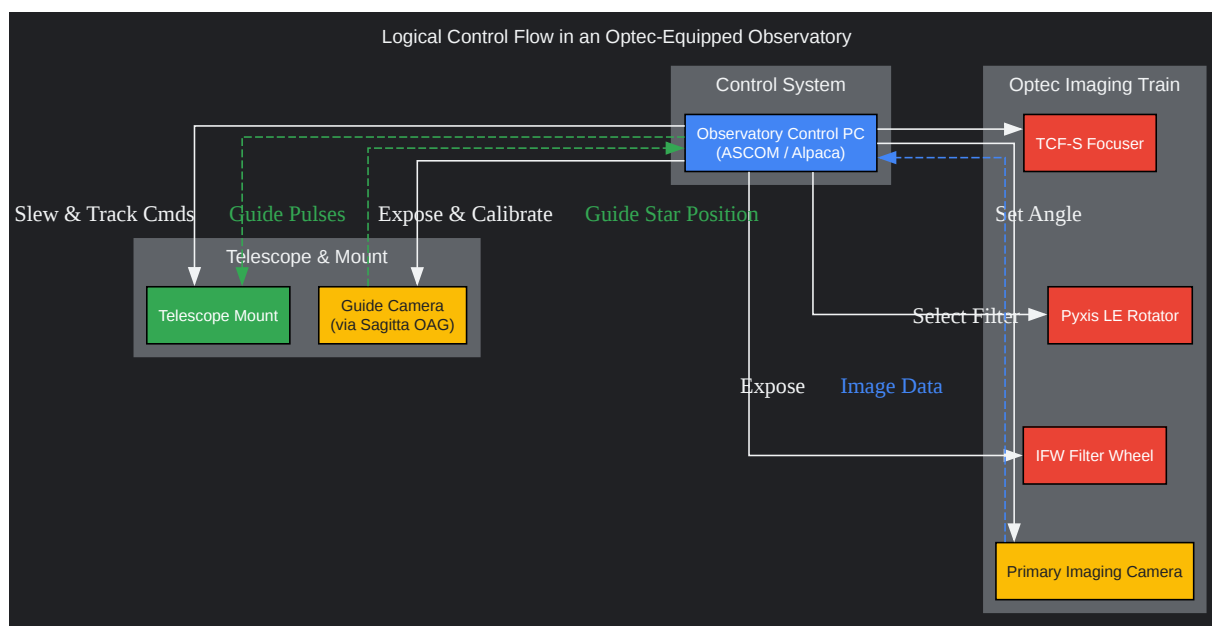 Logical Control Flow in an Optec-Equipped Observatory
Control System
Optec Imaging Train
Observatory Control PC
(ASCOM / Alpaca)
TCF-S Focuser
Slew & Track Cmds
Guide Pulses
Expose & Calibrate
Guide Star Position
Set Angle
Telescope & Mount
Telescope Mount
Guide Camera
(via Sagitta OAG)
Select Filter
Pyxis LE Rotator
Expose
Image Data
IFW Filter Wheel
Primary Imaging Camera